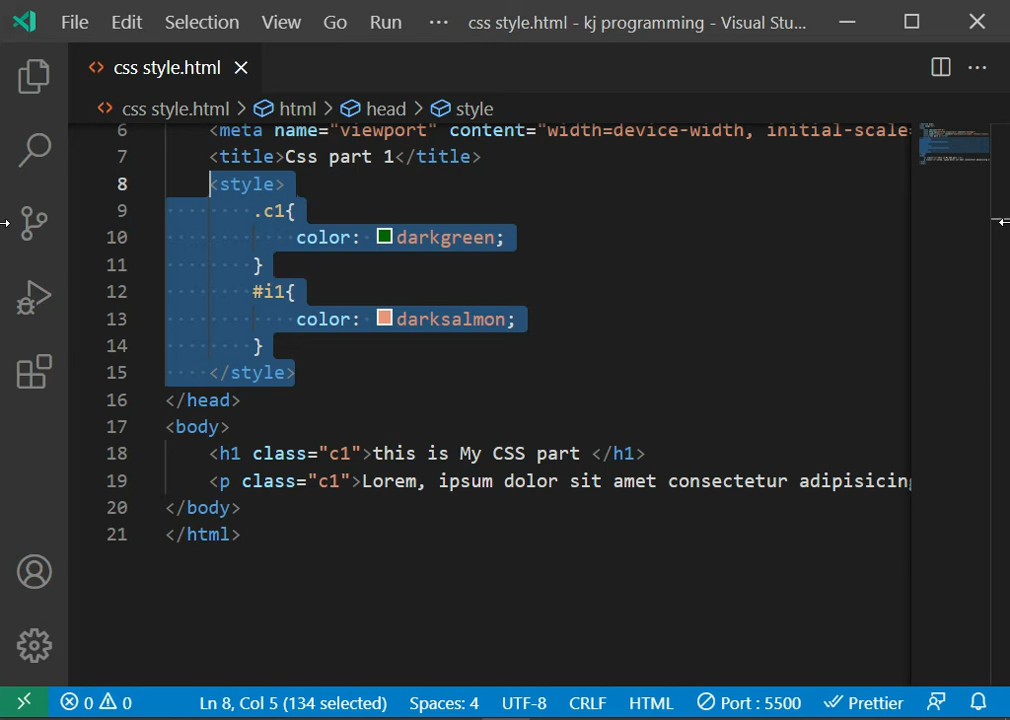 File Edit Selection View Go Run ··· css style.html - kj programming - Visual Stu...
css style.html
css style.html > html > head > style
6 <meta name="viewport" content="width=device-width, initial-scale=
7 <title>Css part 1</title>
8 <style>
9 .c1{
10 color: darkgreen;
11 }
12 #i1{
13 color: darksalmon;
14 }
15 </style>
16 </head>
17 <body>
18 <h1 class="c1">this is My CSS part </h1>
19 <p class="c1">Lorem, ipsum dolor sit amet consectetur adipisicing
20 </body>
21 </html>
0 0 Ln 8, Col 5 (134 selected) Spaces: 4 UTF-8 CRLF HTML Port : 5500 Prettier